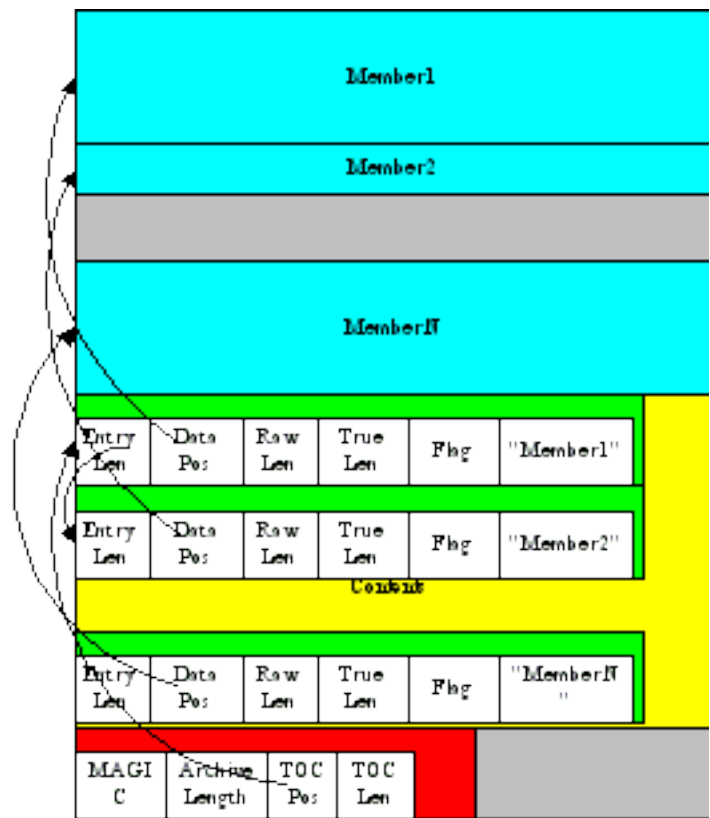 Member1
Member2
MemberN
Entry Data Raw True Flag "Member1"
Len Pos Len Len
Entry Data Raw True Flag "Member2"
Len Pos Len Len
Contents
Entry Data Raw True Flag "MemberN
Len Pos Len Len "
MAGI Archive TOC TOC
C Length Pos Len